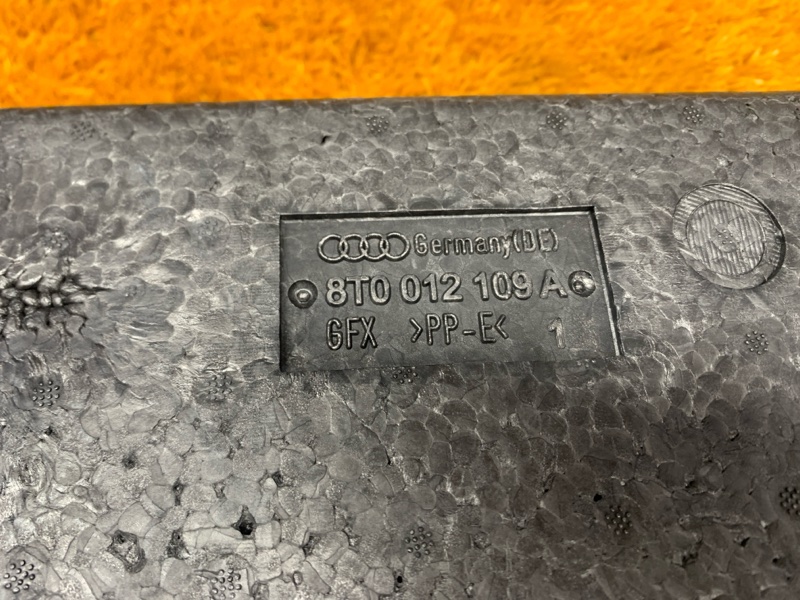 Germany(DE)
8T0 012 109 A
GFX >PP-E< 1